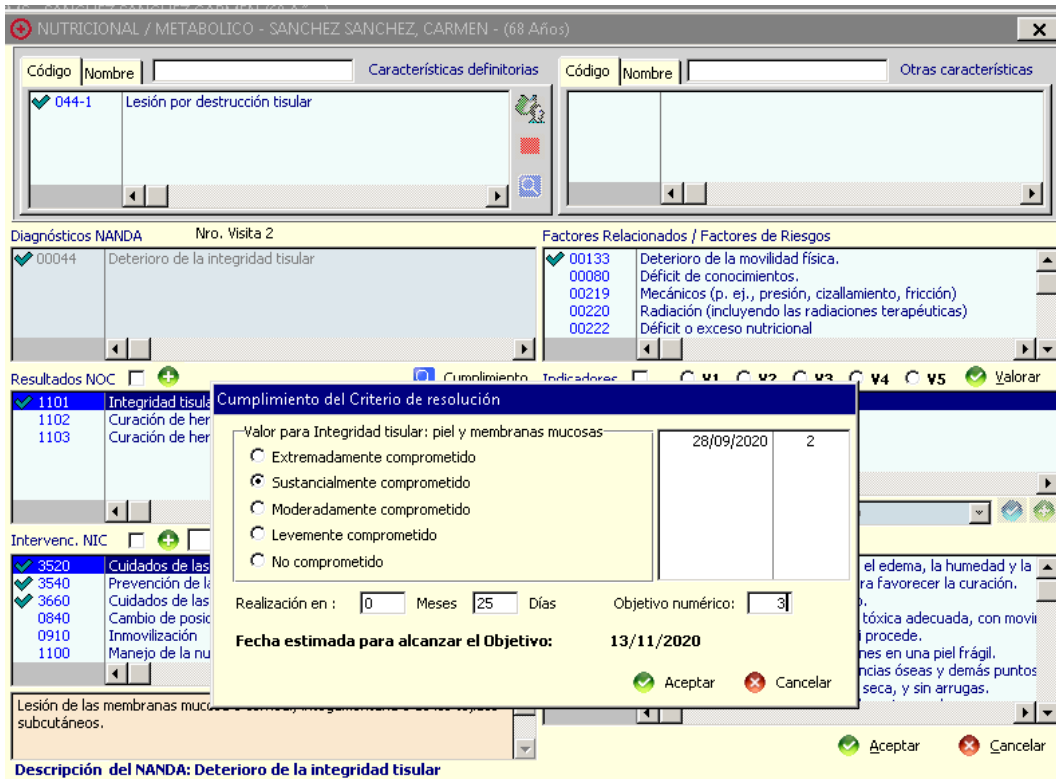 NUTRICIONAL / METABOLICO - SANCHEZ SANCHEZ, CARMEN - (68 Años)
Código Nombre Características definitorias
044-1 Lesión por destrucción tisular
Código Nombre Otras características
Diagnósticos NANDA Nro. Visita 2
00044 Deterioro de la integridad tisular
Factores Relacionados / Factores de Riesgos
00133 Deterioro de la movilidad física.
00080 Déficit de conocimientos.
00219 Mecánicos (p. ej., presión, cizallamiento, fricción)
00220 Radiación (incluyendo las radiaciones terapéuticas)
00222 Déficit o exceso nutricional
Resultados NOC Cumplimiento Indicadores V1 V2 V3 V4 V5 Valorar
1101 Integridad tisula
1102 Curación de her
1103 Curación de her
Cumplimiento del Criterio de resolución
Valor para Integridad tisular: piel y membranas mucosas
Extremadamente comprometido
Sustancialmente comprometido
Moderadamente comprometido
Levemente comprometido
No comprometido
28/09/2020 2
Realización en : 0 Meses 25 Días Objetivo numérico: 3
Fecha estimada para alcanzar el Objetivo: 13/11/2020
Aceptar Cancelar
Intervenc. NIC
3520 Cuidados de las
3540 Prevención de la
3660 Cuidados de las
0840 Cambio de posic
0910 Inmovilización
1100 Manejo de la nu
el edema, la humedad y la
ra favorecer la curación.
tóxica adecuada, con movi
i procede.
nes en una piel frágil.
ncias óseas y demás puntos
seca, y sin arrugas.
Lesión de las membranas muc
subcutáneos.
Aceptar Cancelar
Descripción del NANDA: Deterioro de la integridad tisular